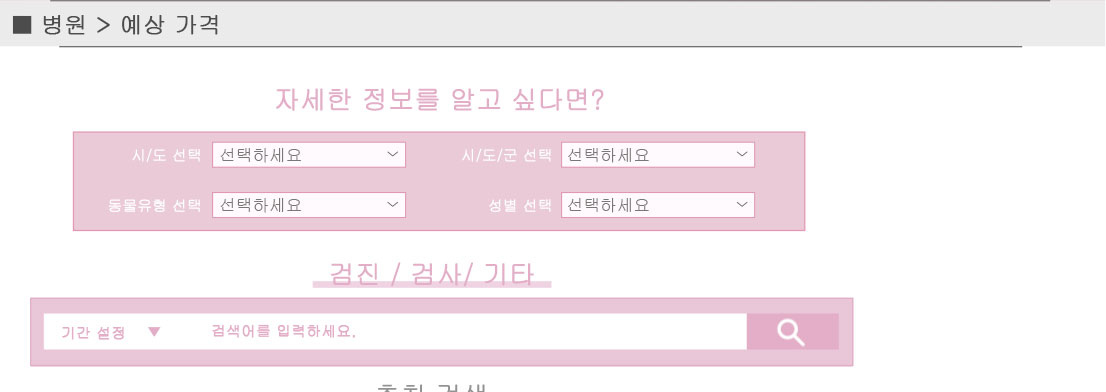 ■ 병원 > 예상 가격
자세한 정보를 알고 싶다면?
시/도 선택 선택하세요 시/도/군 선택 선택하세요
동물유형 선택 선택하세요 성별 선택 선택하세요
검진 / 검사/ 기타
기간 설정 ▼ 검색어를 입력하세요.